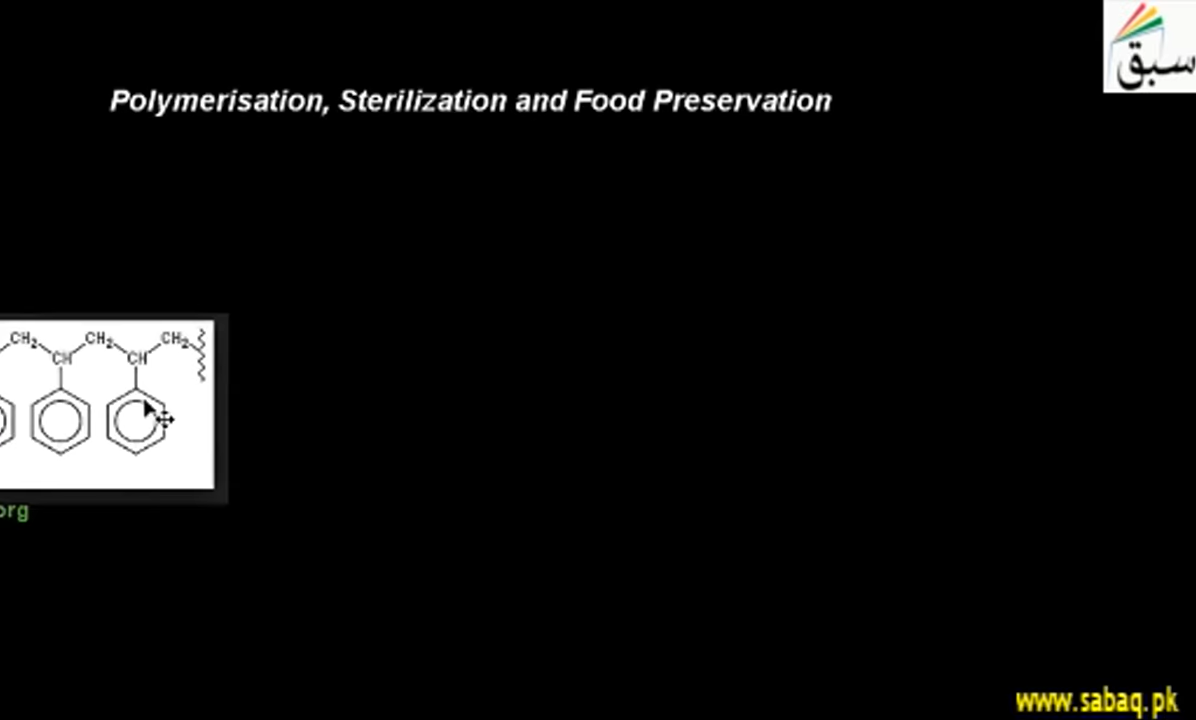 سبق
Polymerisation, Sterilization and Food Preservation
CH₂ CH₂ CH₂
CH CH
org
www.sabaq.pk